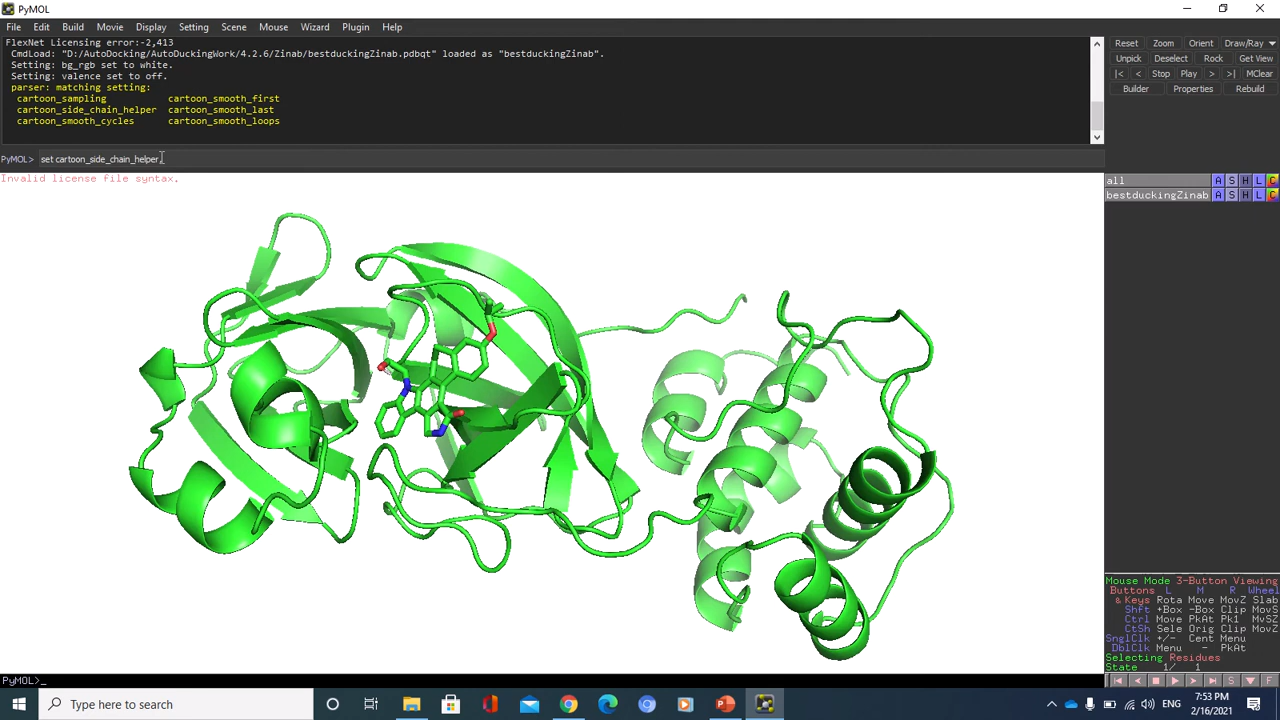 PyMOL
File Edit Build Movie Display Setting Scene Mouse Wizard Plugin Help
FlexNet Licensing error:-2,413
CmdLoad: "D:/AutoDocking/AutoDuckingWork/4.2.6/Zinab/bestduckingZinab.pdbqt" loaded as "bestduckingZinab".
Setting: bg_rgb set to white.
Setting: valence set to off.
parser: matching setting:
cartoon_sampling cartoon_smooth_first
cartoon_side_chain_helper cartoon_smooth_last
cartoon_smooth_cycles cartoon_smooth_loops
PyMOL> set cartoon_side_chain_helper,
Invalid license file syntax.
Reset Zoom Orient Draw/Ray
Unpick Deselect Rock Get View
|< < Stop Play > >| MClear
Builder Properties Rebuild
all A S H L C
bestduckingZinab A S H L C
Mouse Mode 3-Button Viewing
Buttons L M R Wheel
& Keys Rota Move MovZ Slab
Shft +Box -Box Clip MovS
Ctrl Move PkAt Pk1 MvSZ
CtSh Sele Orig Clip MovZ
SnglClk +/- Cent Menu
DblClk Menu - PkAt
Selecting Residues
State 1/ 1
S F
PyMOL>_
Type here to search
ENG
7:53 PM
2/16/2021